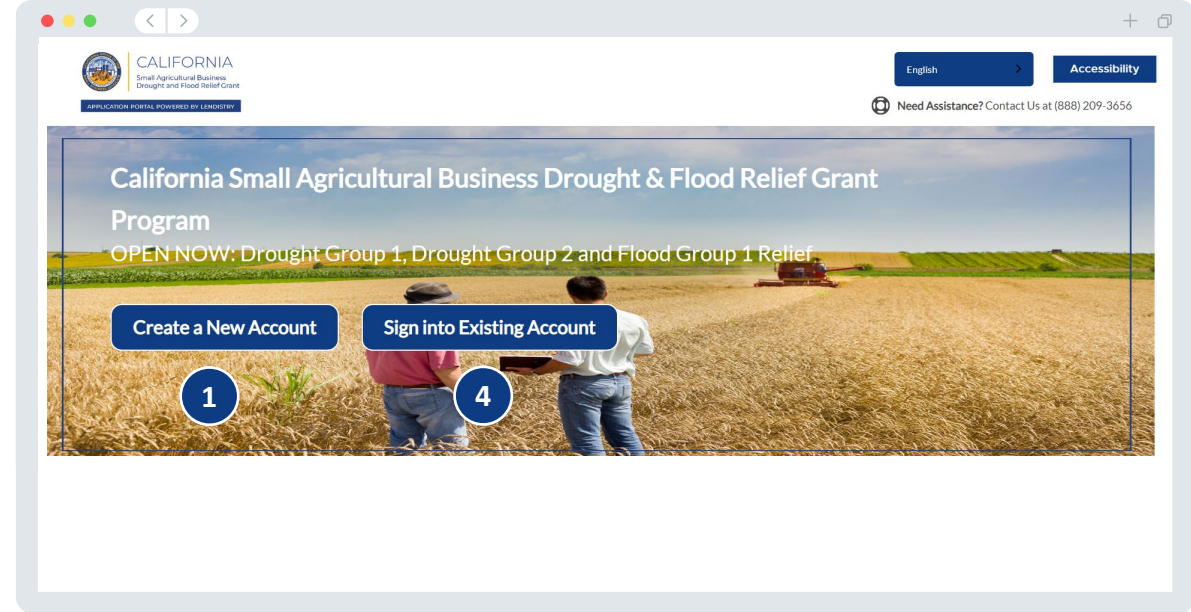 CALIFORNIA
Small Agricultural Business
Drought and Flood Relief Grant
APPLICATION PORTAL POWERED BY LENDISTRY
English
Accessibility
Need Assistance? Contact Us at (888) 209-3656
California Small Agricultural Business Drought & Flood Relief Grant
Program
OPEN NOW: Drought Group 1, Drought Group 2 and Flood Group 1 Relief
Create a New Account
Sign into Existing Account
1
4